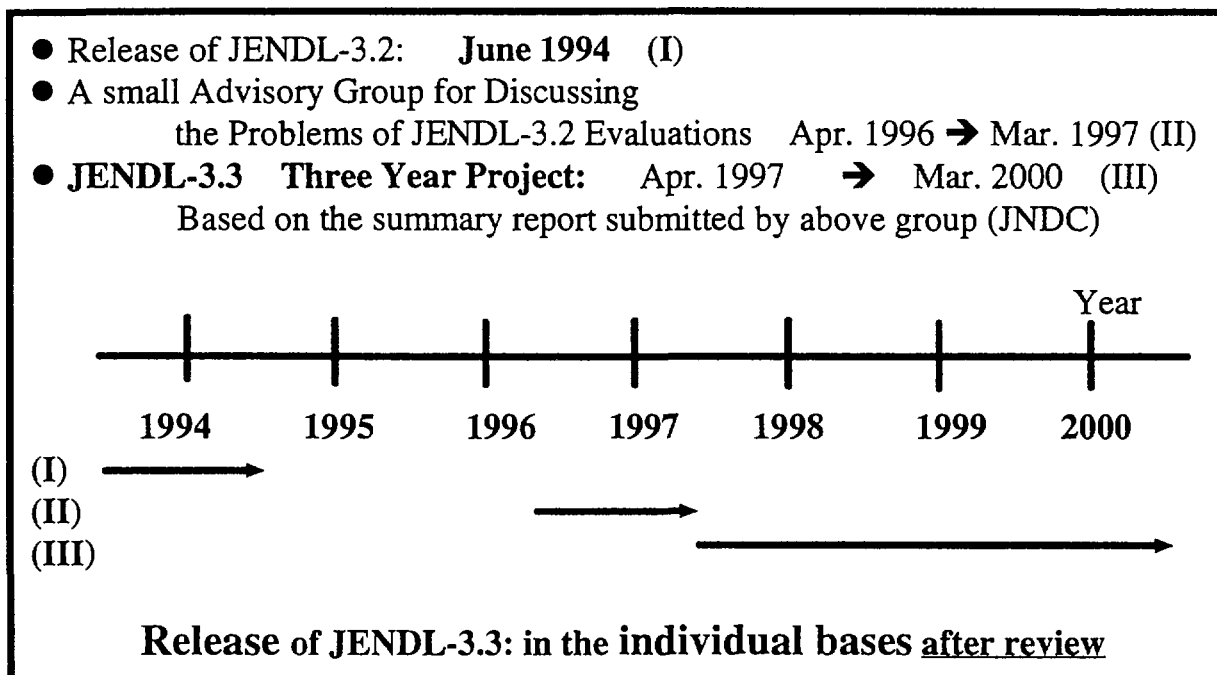 ● Release of JENDL-3.2: June 1994 (I)
● A small Advisory Group for Discussing
the Problems of JENDL-3.2 Evaluations Apr. 1996 ➔ Mar. 1997 (II)
● JENDL-3.3 Three Year Project: Apr. 1997 ➔ Mar. 2000 (III)
Based on the summary report submitted by above group (JNDC)
Year
1994 1995 1996 1997 1998 1999 2000
(I)
(II)
(III)
Release of JENDL-3.3: in the individual bases after review